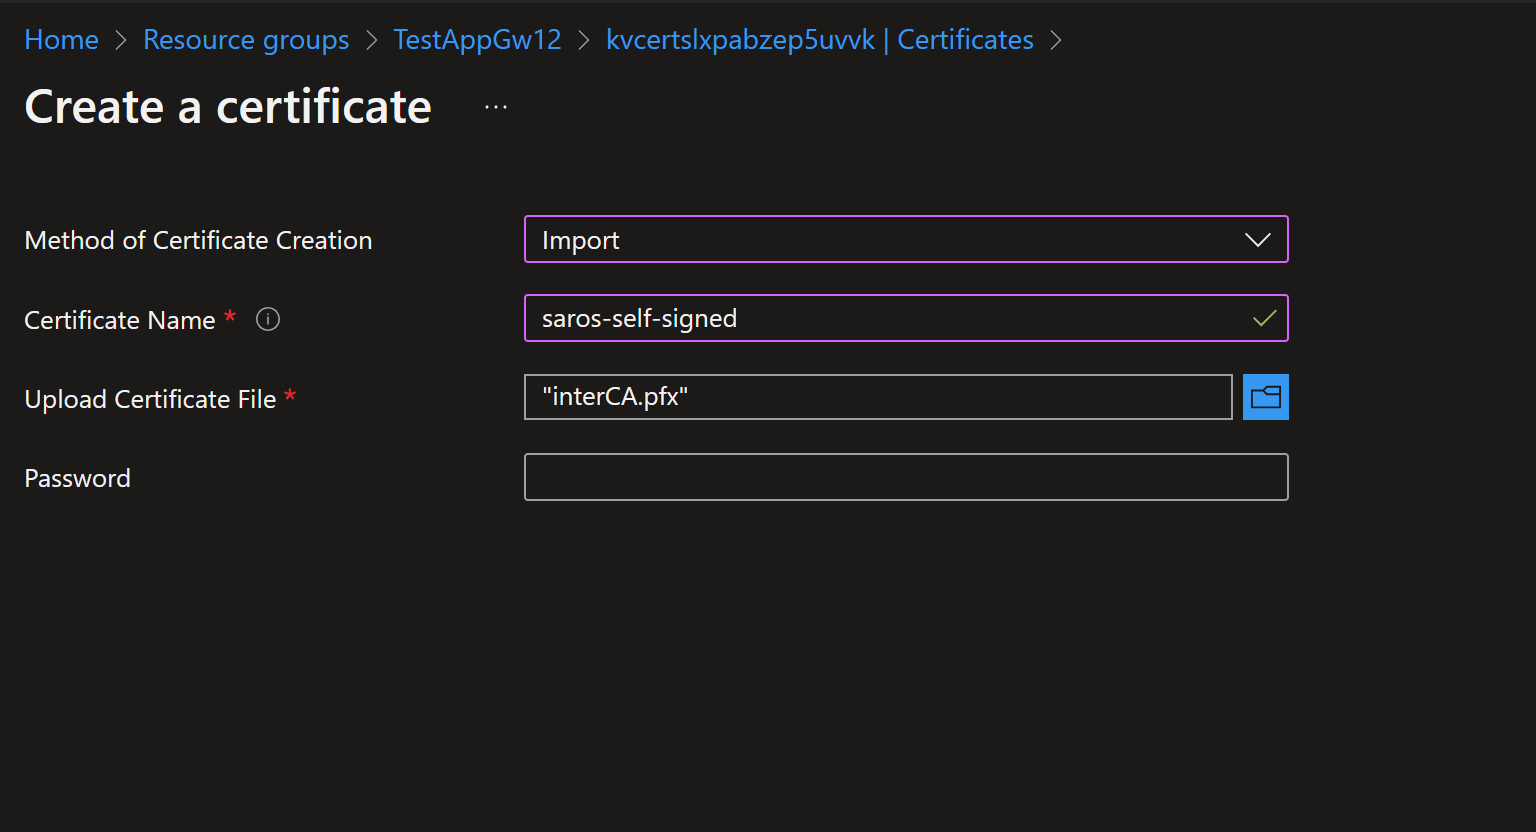 Home > Resource groups > TestAppGw12 > kvcertslxpabzep5uvvk | Certificates >
Create a certificate ...
Method of Certificate Creation Import
Certificate Name * saros-self-signed
Upload Certificate File * "interCA.pfx"
Password